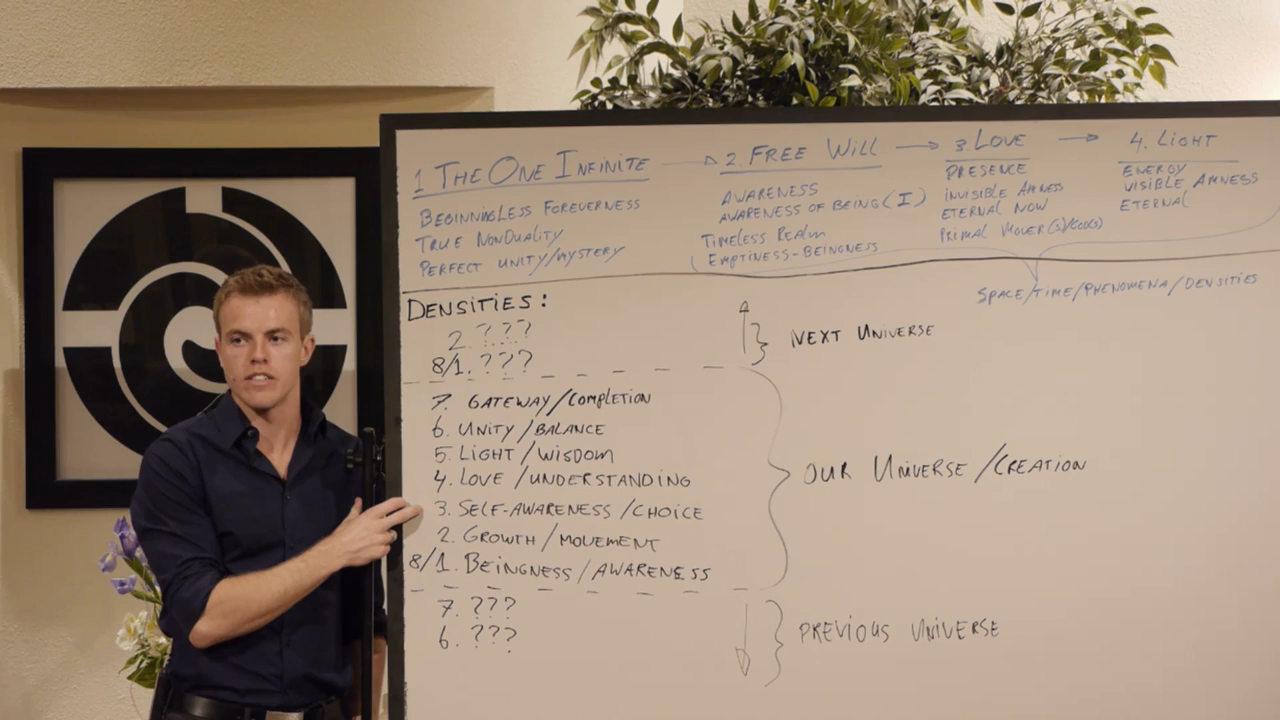 1 THE ONE INFINITE → 2 FREE WILL → 3 LOVE → 4. LIGHT
BEGINNINGLESS FOREVERNESS
TRUE NONDUALITY
PERFECT UNITY/MYSTERY
AWARENESS
AWARENESS OF BEING (I)
TIMELESS REALM
EMPTINESS-BEINGNESS
PRESENCE
INVISIBLE AMNESS
ETERNAL NOW
PRIMAL MOVER(S)/GOD(S)
ENERGY
VISIBLE AMNESS
ETERNAL
SPACE/TIME/PHENOMENA/DENSITIES
DENSITIES:
2. ???
8/1. ???
NEXT UNIVERSE
7. GATEWAY/COMPLETION
6. UNITY/BALANCE
5. LIGHT/WISDOM
4. LOVE/UNDERSTANDING
3. SELF-AWARENESS/CHOICE
2. GROWTH/MOVEMENT
8/1. BEINGNESS/AWARENESS
OUR UNIVERSE/CREATION
7. ???
6. ???
PREVIOUS UNIVERSE